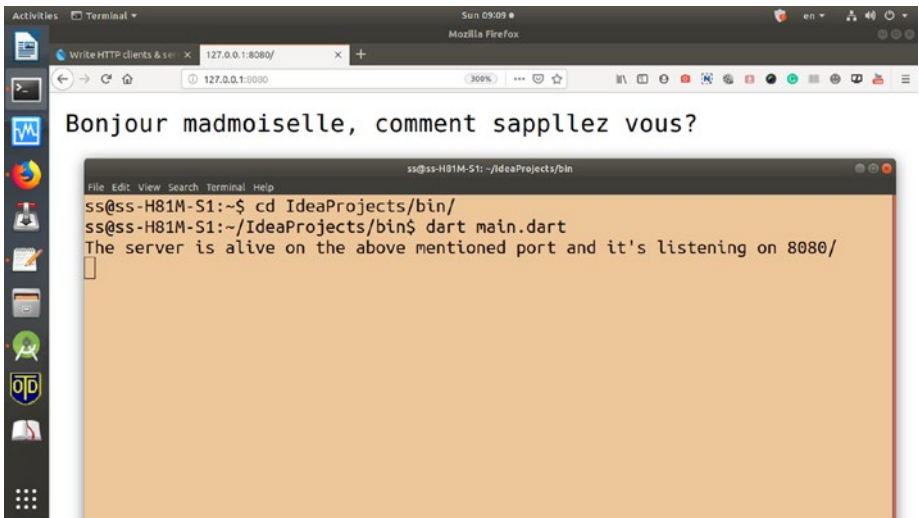 Activities Terminal Sun 09:09 en
Mozilla Firefox
Write HTTP clients & ser 127.0.0.1:8080/
127.0.0.1:8080 300%
Bonjour madmoiselle, comment sappllez vous?
ss@ss-H81M-S1: ~/IdeaProjects/bin
File Edit View Search Terminal Help
ss@ss-H81M-S1:~$ cd IdeaProjects/bin/
ss@ss-H81M-S1:~/IdeaProjects/bin$ dart main.dart
The server is alive on the above mentioned port and it's listening on 8080/
OTD